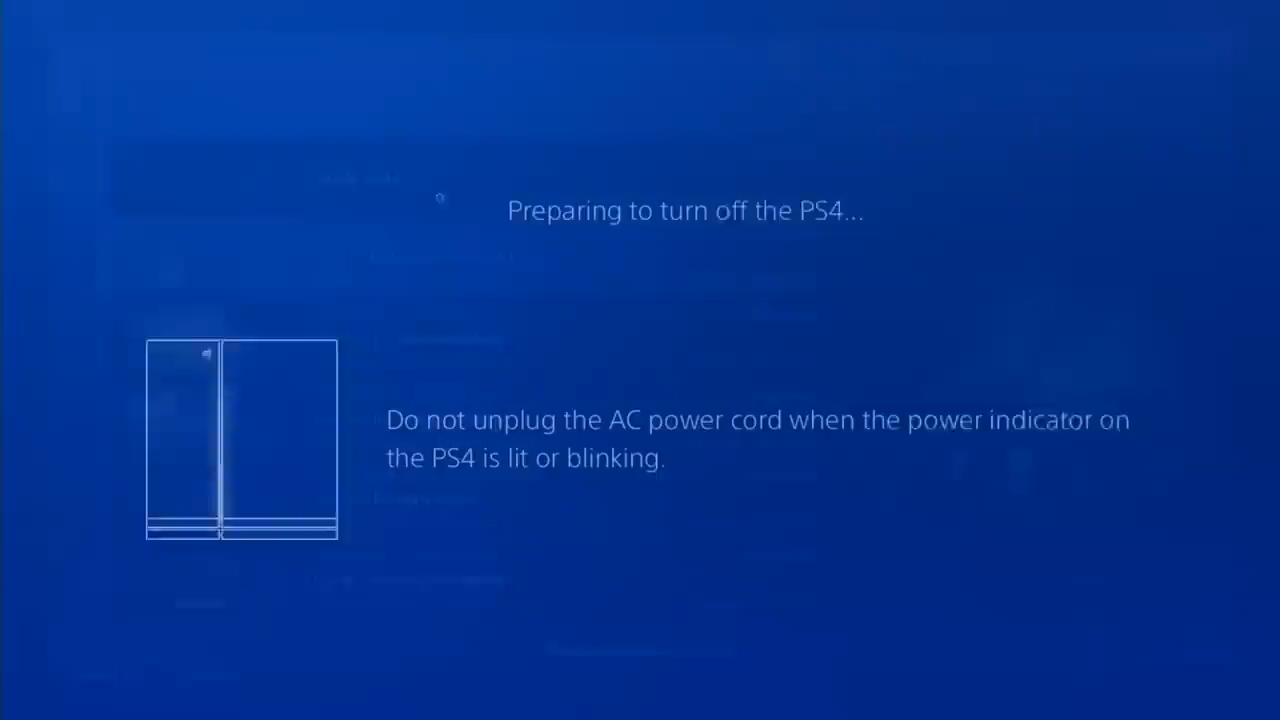 Preparing to turn off the PS4...
Do not unplug the AC power cord when the power indicator on
the PS4 is lit or blinking.